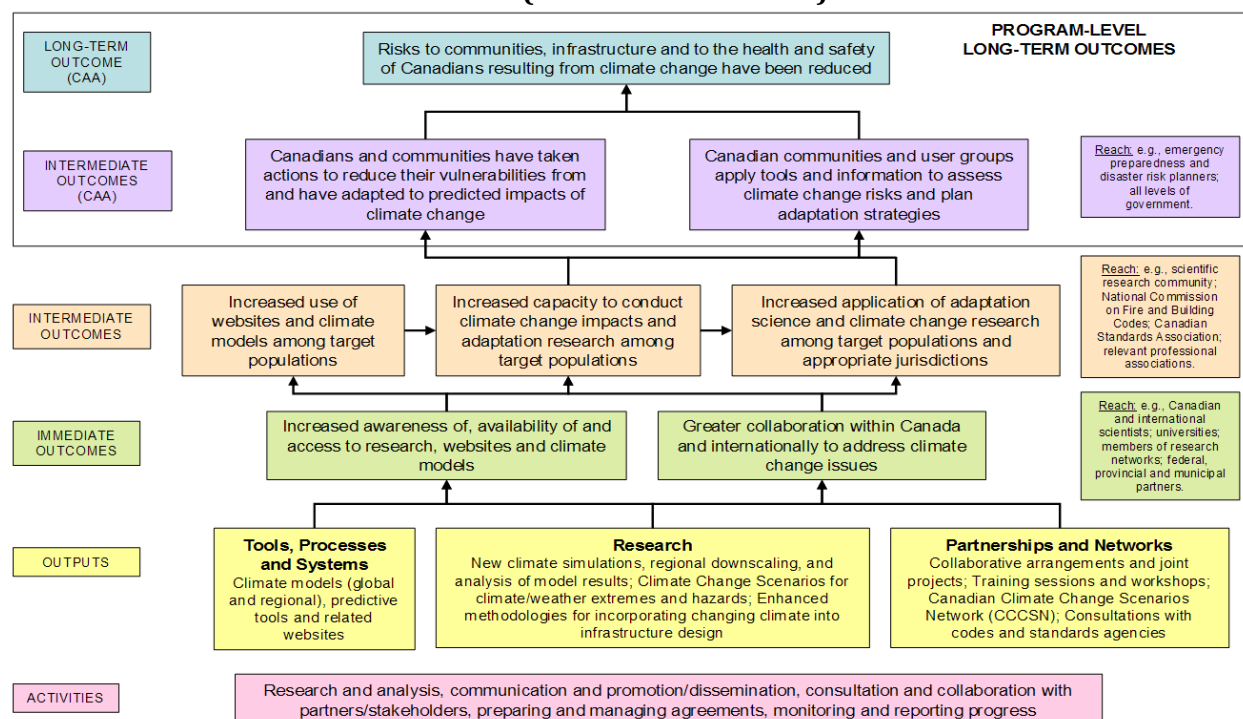 PROGRAM-LEVEL
LONG-TERM OUTCOMES
LONG-TERM
OUTCOME
(CAA)
Risks to communities, infrastructure and to the health and safety
of Canadians resulting from climate change have been reduced
INTERMEDIATE
OUTCOMES
(CAA)
Canadians and communities have taken
actions to reduce their vulnerabilities from
and have adapted to predicted impacts of
climate change
Canadian communities and user groups
apply tools and information to assess
climate change risks and plan
adaptation strategies
Reach: e.g., emergency
preparedness and
disaster risk planners;
all levels of
government.
INTERMEDIATE
OUTCOMES
Increased use of
websites and climate
models among target
populations
Increased capacity to conduct
climate change impacts and
adaptation research among
target populations
Increased application of adaptation
science and climate change research
among target populations and
appropriate jurisdictions
Reach: e.g., scientific
research community;
National Commission
on Fire and Building
Codes; Canadian
Standards Association;
relevant professional
associations.
IMMEDIATE
OUTCOMES
Increased awareness of, availability of and
access to research, websites and climate
models
Greater collaboration within Canada
and internationally to address climate
change issues
Reach: e.g., Canadian
and international
scientists; universities;
members of research
networks; federal,
provincial and municipal
partners.
OUTPUTS
Tools, Processes
and Systems
Climate models (global
and regional), predictive
tools and related
websites
Research
New climate simulations, regional downscaling, and
analysis of model results; Climate Change Scenarios for
climate/weather extremes and hazards; Enhanced
methodologies for incorporating changing climate into
infrastructure design
Partnerships and Networks
Collaborative arrangements and joint
projects; Training sessions and workshops;
Canadian Climate Change Scenarios
Network (CCCSN); Consultations with
codes and standards agencies
ACTIVITIES
Research and analysis, communication and promotion/dissemination, consultation and collaboration with
partners/stakeholders, preparing and managing agreements, monitoring and reporting progress